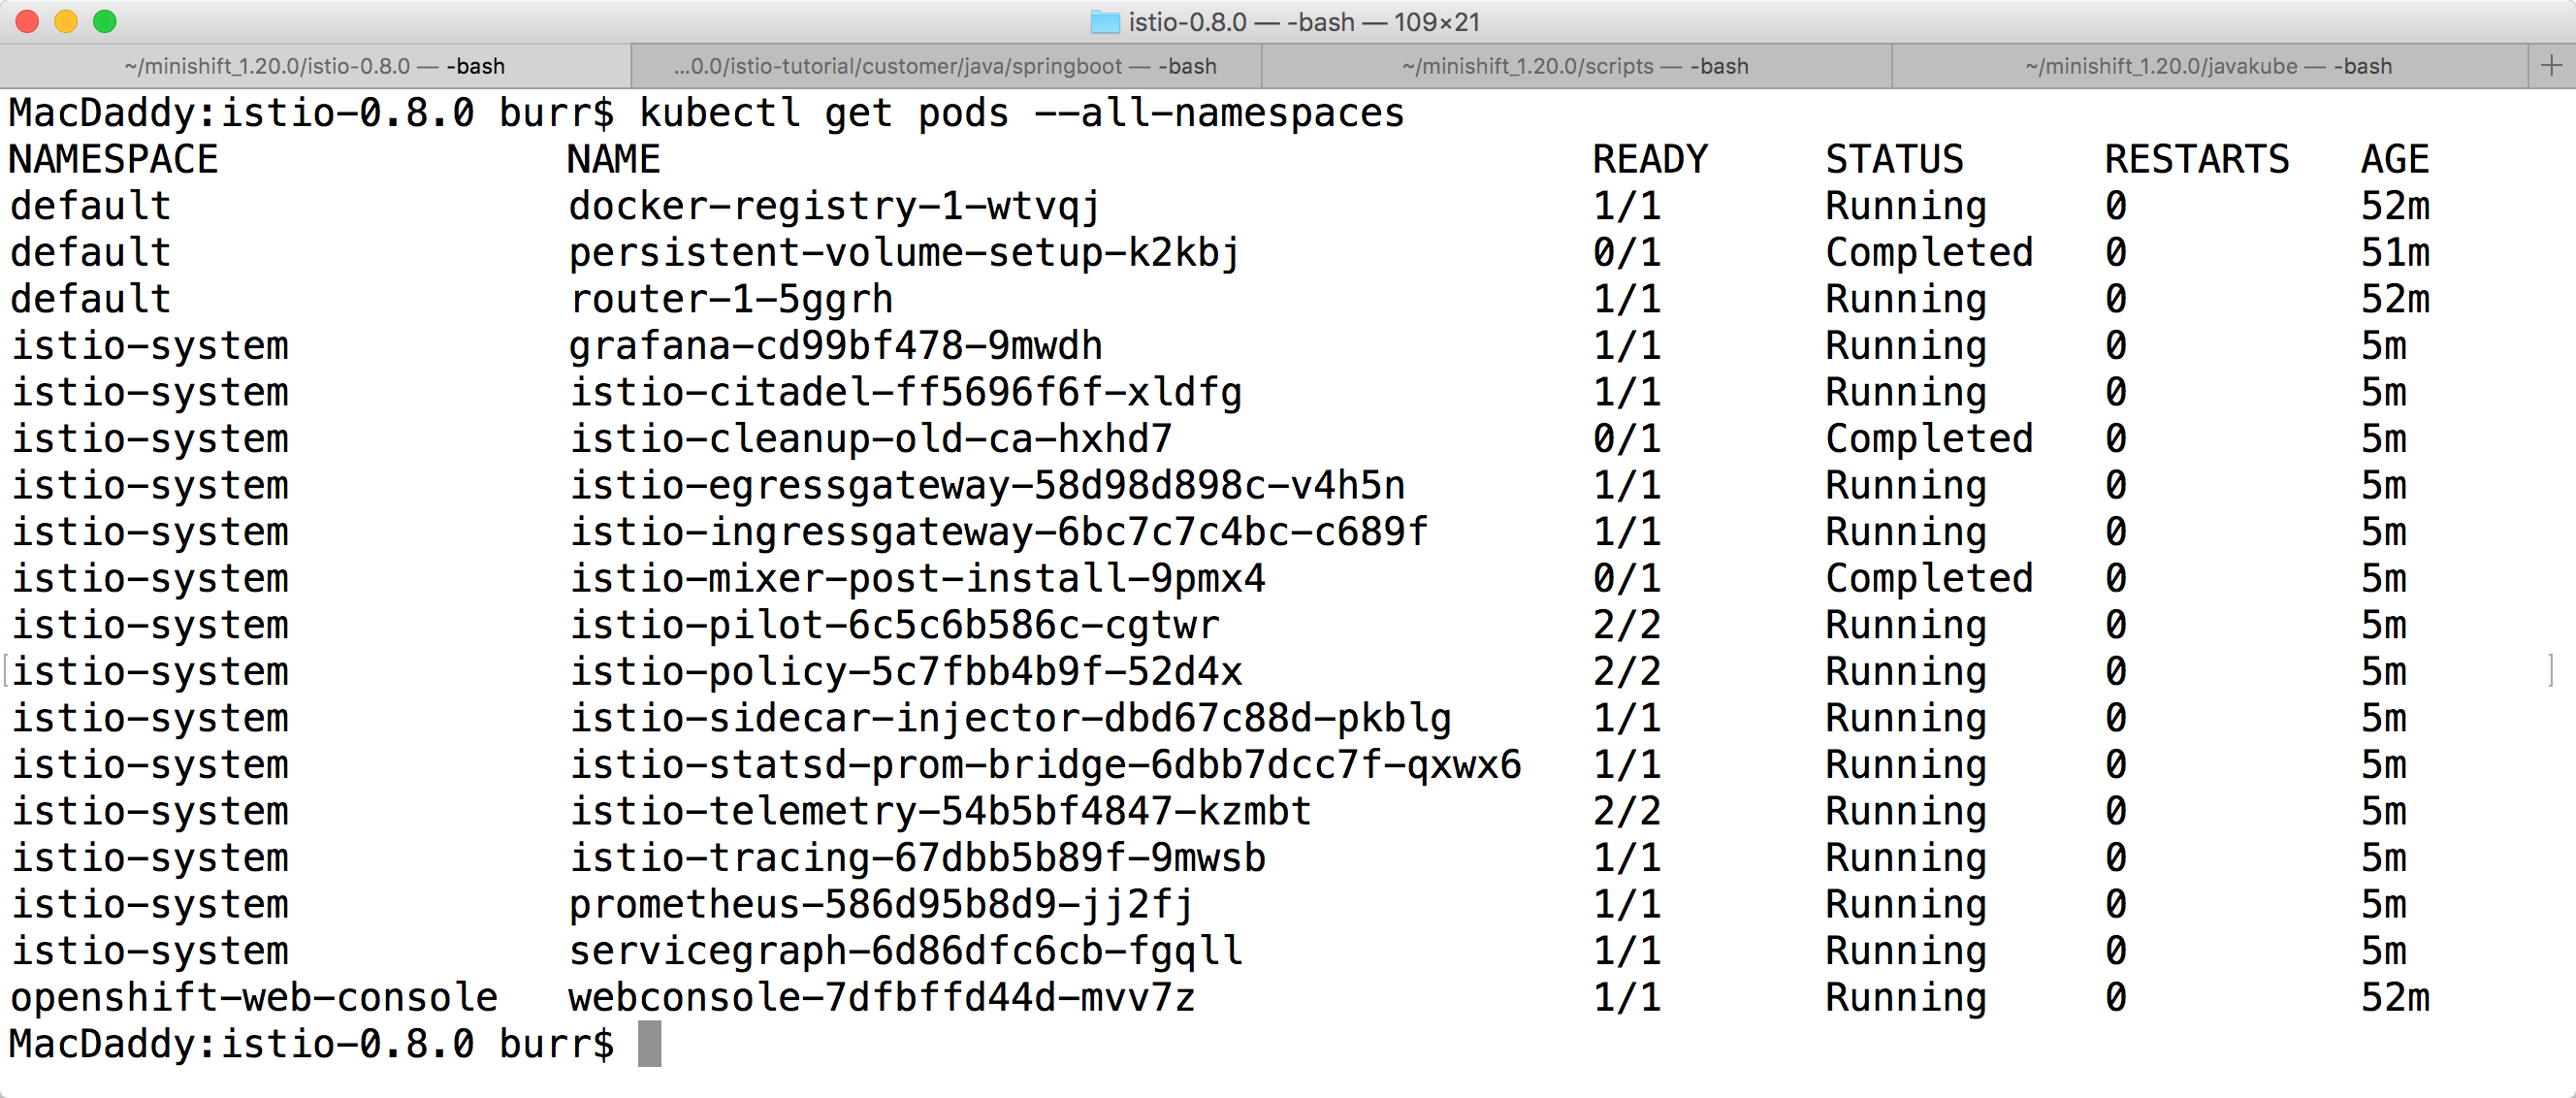 istio-0.8.0 — -bash — 109×21
~/minishift_1.20.0/istio-0.8.0 — -bash ...0.0/istio-tutorial/customer/java/springboot — -bash ~/minishift_1.20.0/scripts — -bash ~/minishift_1.20.0/javakube — -bash +
MacDaddy:istio-0.8.0 burr$ kubectl get pods --all-namespaces
NAMESPACE NAME READY STATUS RESTARTS AGE
default docker-registry-1-wtvqj 1/1 Running 0 52m
default persistent-volume-setup-k2kbj 0/1 Completed 0 51m
default router-1-5ggrh 1/1 Running 0 52m
istio-system grafana-cd99bf478-9mwdh 1/1 Running 0 5m
istio-system istio-citadel-ff5696f6f-xldfg 1/1 Running 0 5m
istio-system istio-cleanup-old-ca-hxhd7 0/1 Completed 0 5m
istio-system istio-egressgateway-58d98d898c-v4h5n 1/1 Running 0 5m
istio-system istio-ingressgateway-6bc7c7c4bc-c689f 1/1 Running 0 5m
istio-system istio-mixer-post-install-9pmx4 0/1 Completed 0 5m
istio-system istio-pilot-6c5c6b586c-cgtwr 2/2 Running 0 5m
[istio-system istio-policy-5c7fbb4b9f-52d4x 2/2 Running 0 5m ]
istio-system istio-sidecar-injector-dbd67c88d-pkblg 1/1 Running 0 5m
istio-system istio-statsd-prom-bridge-6dbb7dcc7f-qxwx6 1/1 Running 0 5m
istio-system istio-telemetry-54b5bf4847-kzmbt 2/2 Running 0 5m
istio-system istio-tracing-67dbb5b89f-9mwsb 1/1 Running 0 5m
istio-system prometheus-586d95b8d9-jj2fj 1/1 Running 0 5m
istio-system servicegraph-6d86dfc6cb-fgqll 1/1 Running 0 5m
openshift-web-console webconsole-7dfbffd44d-mvv7z 1/1 Running 0 52m
MacDaddy:istio-0.8.0 burr$